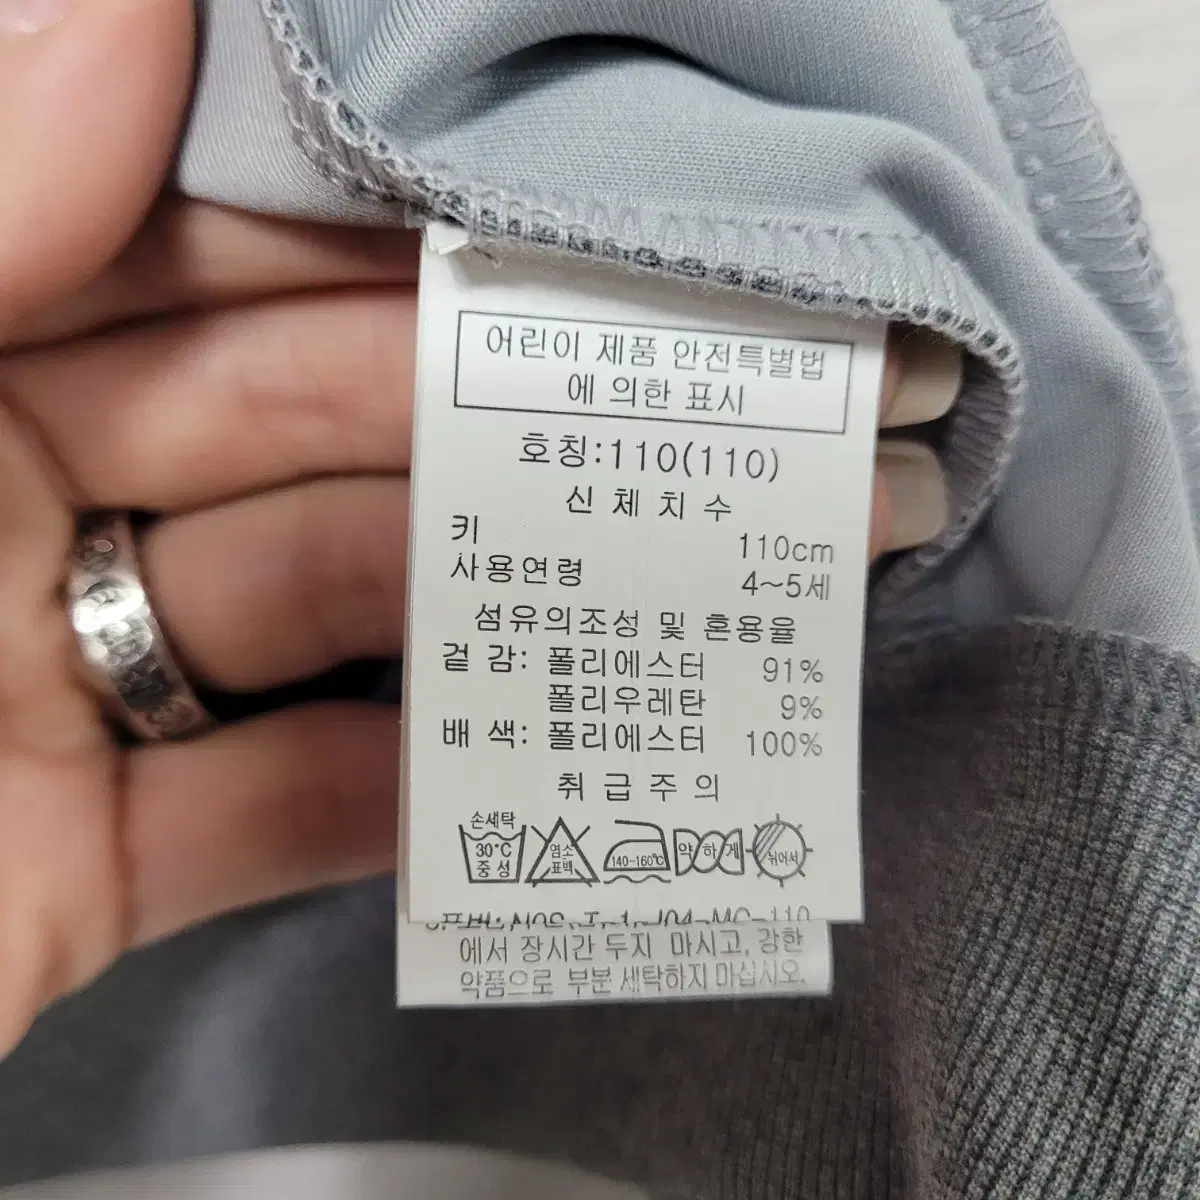 어린이 제품 안전특별법
에 의한 표시
호칭:110(110)
신 체 치 수
키 110cm
사용연령 4~5세
섬유의조성 및 혼용율
겉 감: 폴리에스터 91%
폴리우레탄 9%
배 색: 폴리에스터 100%
취 급 주 의
손세탁
30°C
중성
염소
표백
140-160°C
약하게
뉘어서
에서 장시간 두지 마시고, 강한
약품으로 부분세탁하지 마십시오.